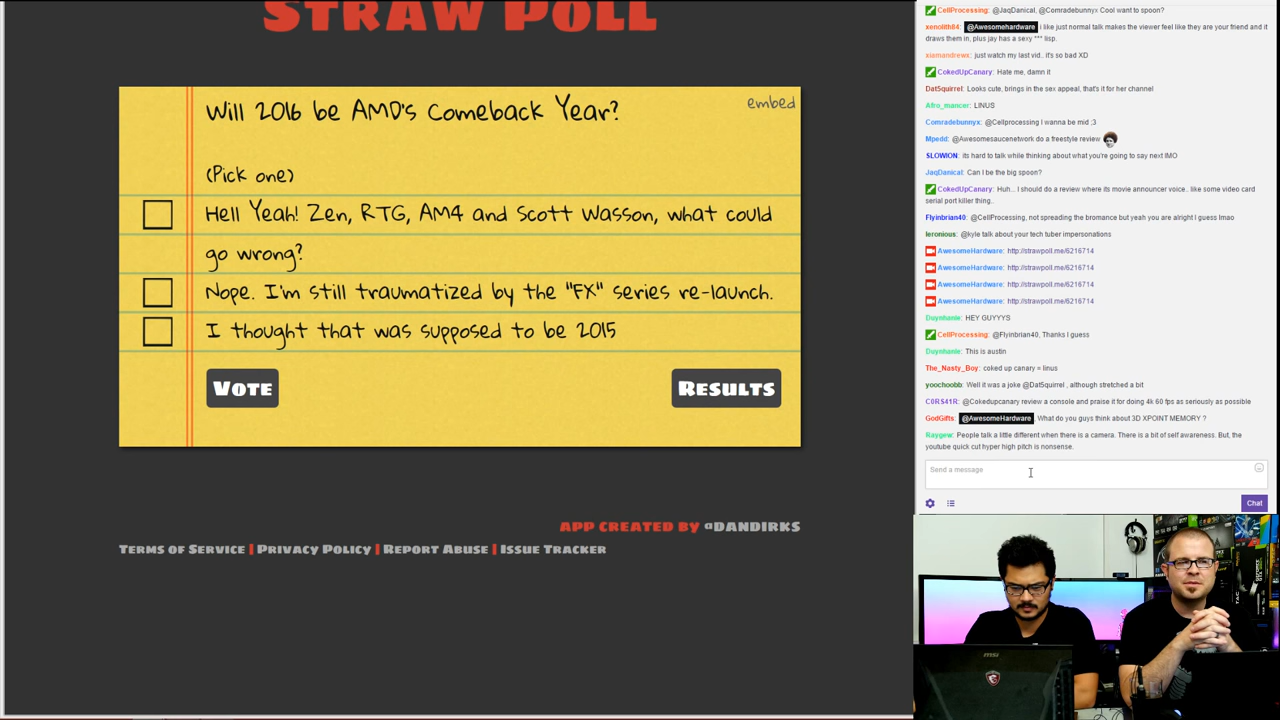 STRAW POLL
Will 2016 be AMD's Comeback Year?
embed
(Pick one)
Hell Yeah! Zen, RTG, AM4 and Scott Wasson, what could
go wrong?
Nope. I'm still traumatized by the "FX" series re-launch.
I thought that was supposed to be 2015
VOTE
RESULTS
APP CREATED BY @DANDIRKS
TERMS OF SERVICE | PRIVACY POLICY | REPORT ABUSE | ISSUE TRACKER
CellProcessing: @JaqDanical, @Comradebunnyx Cool want to spoon?
xenolith84: @Awesomehardware i like just normal talk makes the viewer feel like they are your friend and it
draws them in, plus jay has a sexy *** lisp.
xiamandrewx: just watch my last vid.. it's so bad XD
CokedUpCanary: Hate me, damn it
DatSquirrel: Looks cute, brings in the sex appeal, that's it for her channel
Afro_mancer: LINUS
Comradebunnyx: @Cellprocessing I wanna be mid ;3
Mpedd: @Awesomesaucenetwork do a freestyle review
SLOWION: its hard to talk while thinking about what you're going to say next IMO
JaqDanical: Can I be the big spoon?
CokedUpCanary: Huh... I should do a review where its movie announcer voice.. like some video card
serial port killer thing..
Flyinbrian40: @CellProcessing, not spreading the bromance but yeah you are alright I guess lmao
Ieronious: @kyle talk about your tech tuber impersonations
AwesomeHardware: http://strawpoll.me/6216714
AwesomeHardware: http://strawpoll.me/6216714
AwesomeHardware: http://strawpoll.me/6216714
AwesomeHardware: http://strawpoll.me/6216714
Duynhanie: HEY GUYYYS
CellProcessing: @Flyinbrian40, Thanks I guess
Duynhanie: This is austin
The_Nasty_Boy: coked up canary = linus
yoochoobb: Well it was a joke @DatSquirrel , although stretched a bit
C0RS41R: @Cokedupcanary review a console and praise it for doing 4k 60 fps as seriously as possible
GodGifts: @AwesomeHardware What do you guys think about 3D XPOINT MEMORY ?
Raygew: People talk a little different when there is a camera. There is a bit of self awareness. But, the
youtube quick cut hyper high pitch is nonsense.
Send a message
Chat
msi